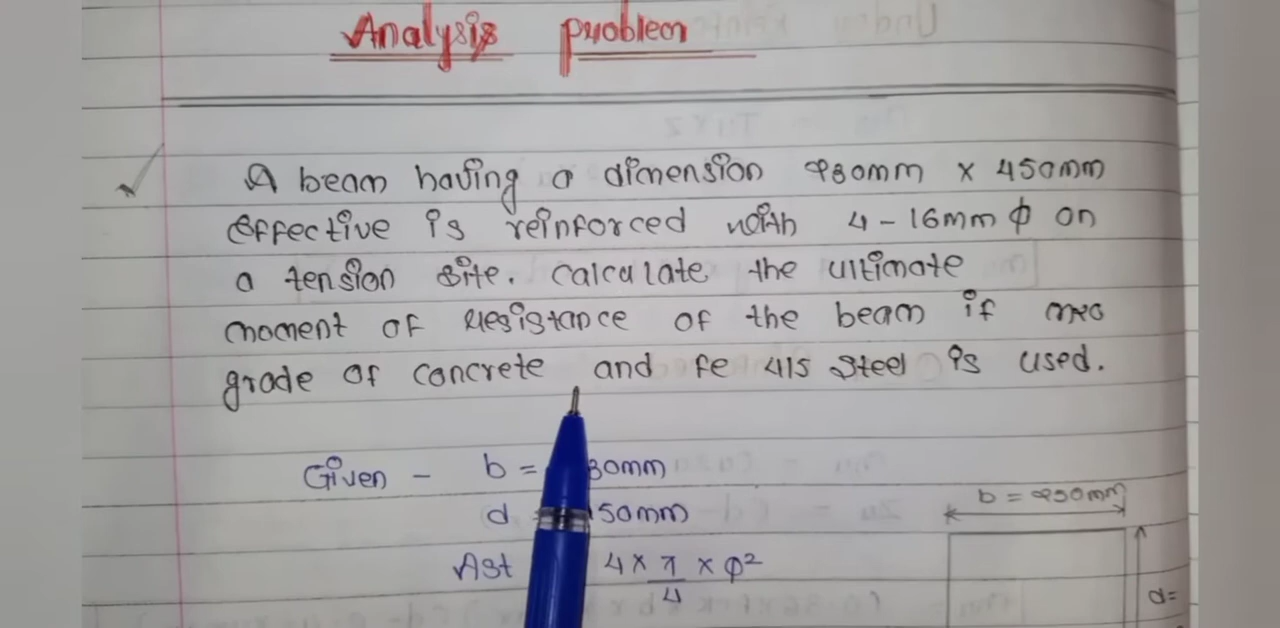 Analysis problem
A beam having a dimension 230mm x 450mm
effective is reinforced with 4-16mm ϕ on
a tension site. calculate the ultimate
moment of resistance of the beam if M20
grade of concrete and fe 415 steel is used.
Given - b = 30mm
d 50mm
b = 230mm
Ast 4 x π/4 x ϕ²
d=